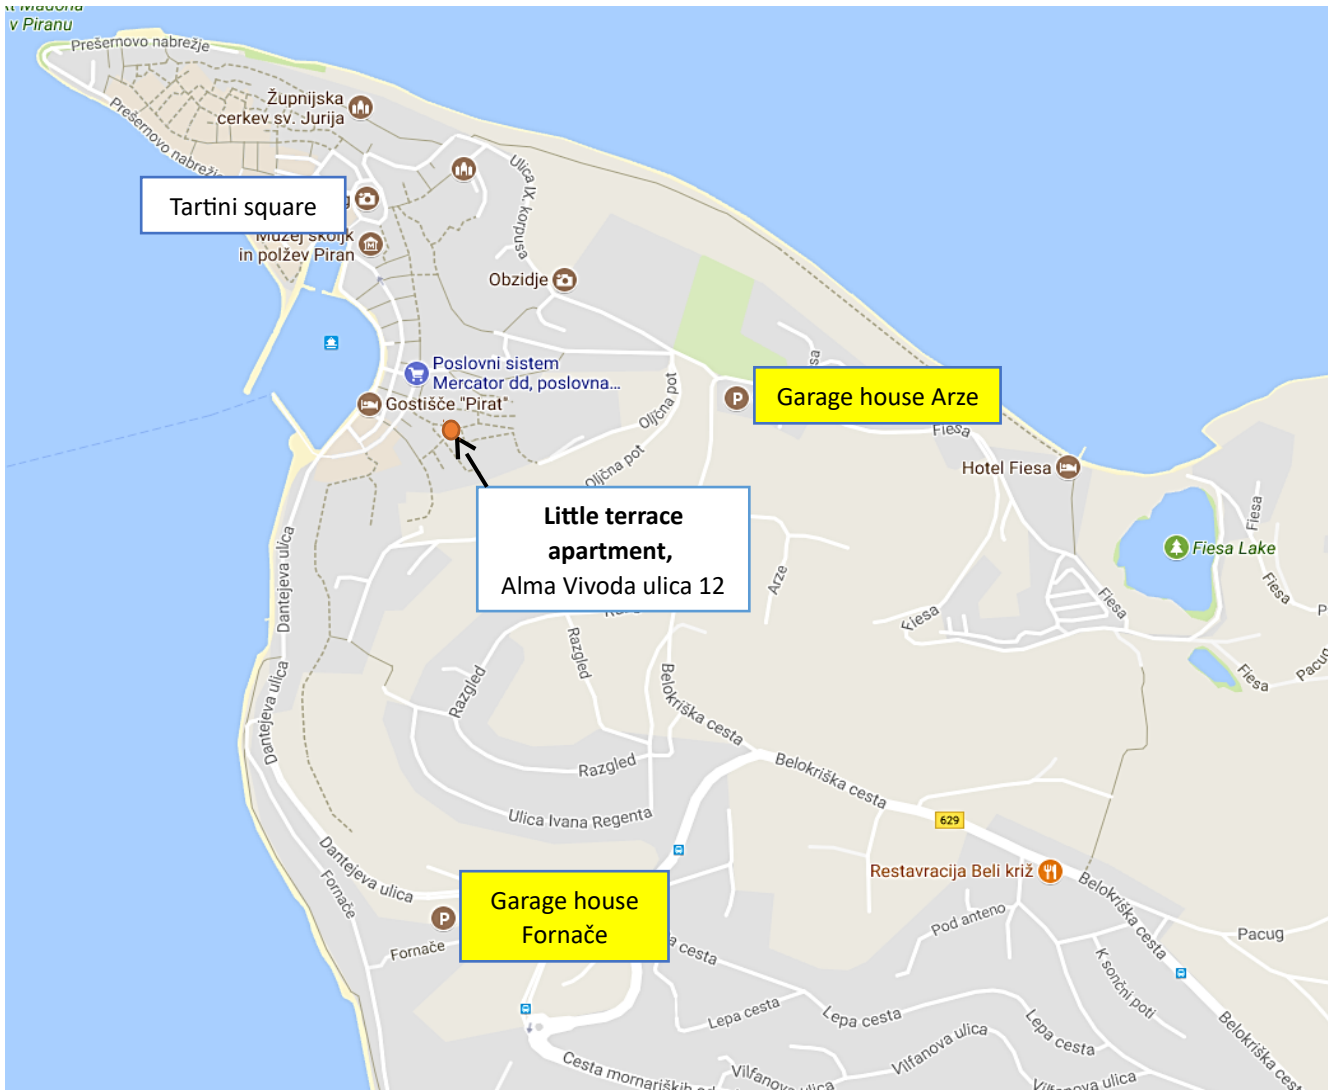 v Piranu
Prešernovo nabrežje
Župnijska
cerkev sv. Jurija
Prešernovo nabrežje
Ulica IX. korpusa
Tartini square
Muzej školjk
in polžev Piran
Obzidje
Poslovni sistem
Mercator dd, poslovna...
Gostišče "Pirat"
Oljčna pot
Oljčna pot
P
Garage house Arze
Fiesa
Hotel Fiesa
Little terrace
apartment,
Alma Vivoda ulica 12
Fiesa Lake
Fiesa
Fiesa
Fiesa
Fiesa
Fiesa
Pacug
Arze
Dantejeva ulica
Dantejeva ulica
Razgled
Razgled
Razgled
Belokriška cesta
Belokriška cesta
Ulica Ivana Regenta
629
Restavracija Beli križ
Dantejeva ulica
Fornače
P
Garage house
Fornače
Fornače
Belokriška cesta
Pod anteno
Pacug
K sončni poti
a cesta
Lepa cesta
Lepa cesta
Lepa cesta
Vilfanova ulica
Belokriška
Cesta mornariških od
Vilfanova ulica
Vilfanova ulica